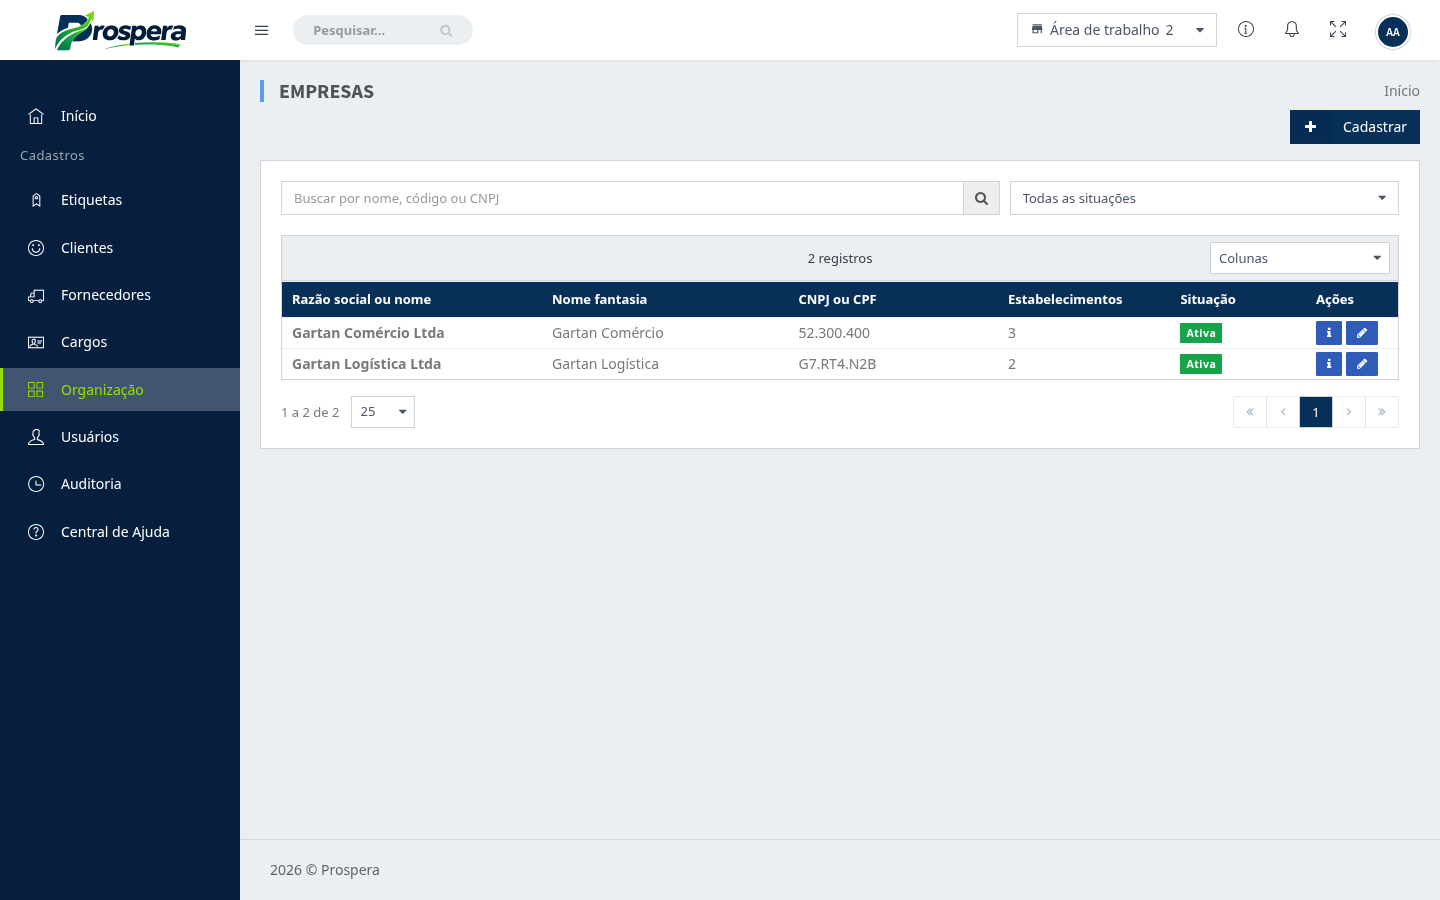 Prospera
Pesquisar...
Área de trabalho 2
AA
Início
Cadastros
Etiquetas
Clientes
Fornecedores
Cargos
Organização
Usuários
Auditoria
Central de Ajuda
EMPRESAS
Início
Cadastrar
Buscar por nome, código ou CNPJ
Todas as situações
2 registros
Colunas
Razão social ou nome Nome fantasia CNPJ ou CPF Estabelecimentos Situação Ações
Gartan Comércio Ltda Gartan Comércio 52.300.400 3 Ativa
Gartan Logística Ltda Gartan Logística G7.RT4.N2B 2 Ativa
1 a 2 de 2 25 « ‹ 1 › »
2026 © Prospera